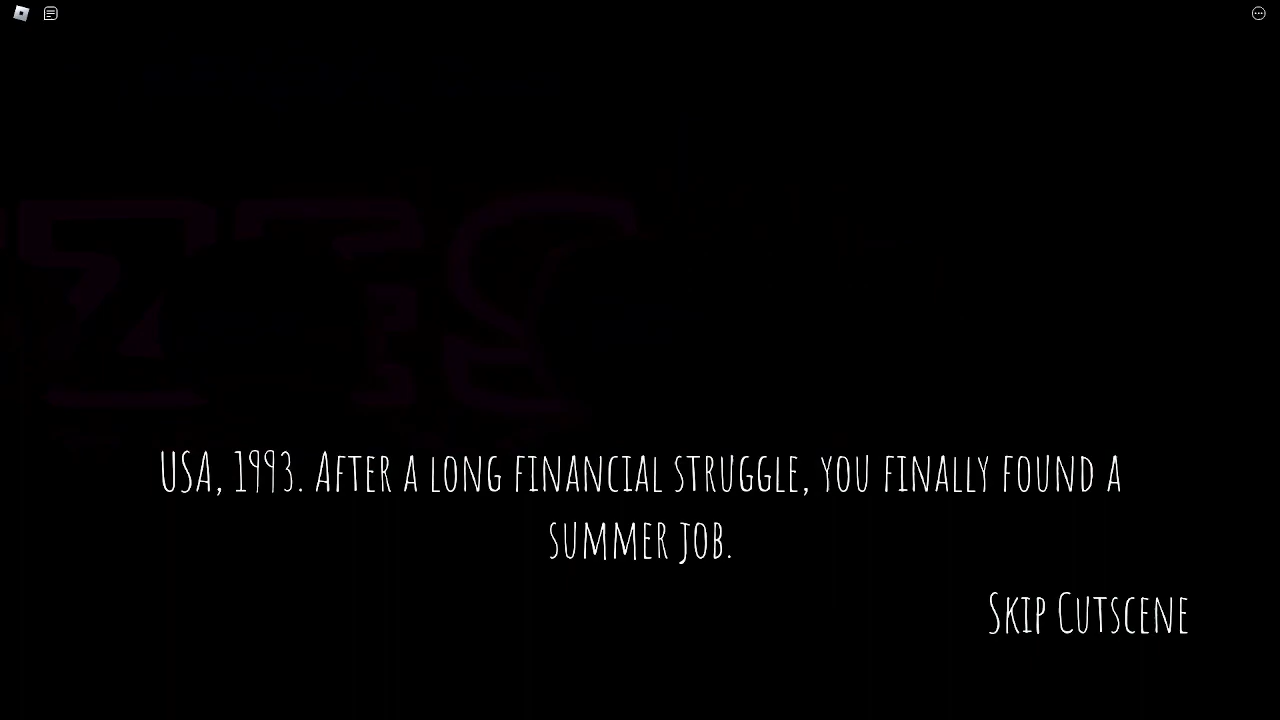 USA, 1993. After a long financial struggle, you finally found a
summer job.
Skip Cutscene